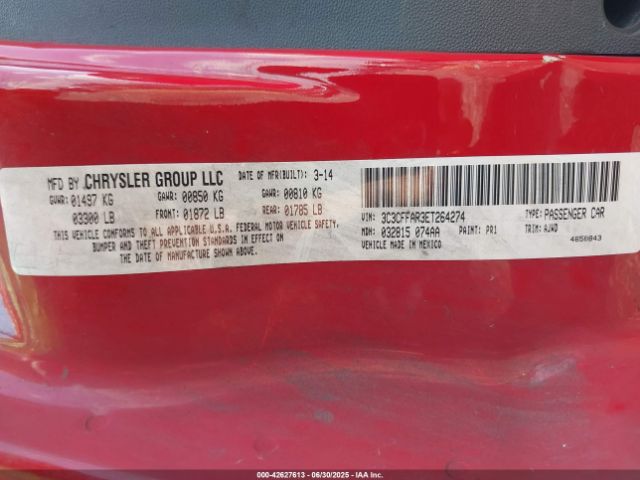 MFD BY CHRYSLER GROUP LLC DATE OF MFR(BUILT): 3-14
GVWR:01497 KG GAWR: 00850 KG GAWR: 00810 KG
03300 LB FRONT: 01872 LB REAR: 01785 LB
THIS VEHICLE CONFORMS TO ALL APPLICABLE U.S.A. FEDERAL MOTOR VEHICLE SAFETY,
BUMPER AND THEFT PREVENTION STANDARDS IN EFFECT ON
THE DATE OF MANUFACTURE SHOWN ABOVE.
VIN: 3C3CFFAR3ET264274 TYPE: PASSENGER CAR
MDH: 032815 074AA PAINT: PR1 TRIM: AJWD
VEHICLE MADE IN MEXICO 4658843
000-42627613 - 06/30/2025 - IAAI Inc.